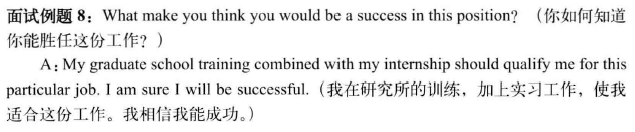 面试例题 8：What make you think you would be a success in this position? （你如何知道
你能胜任这份工作？）
A：My graduate school training combined with my internship should qualify me for this
particular job. I am sure I will be successful.（我在研究所的训练，加上实习工作，使我
适合这份工作。我相信我能成功。）